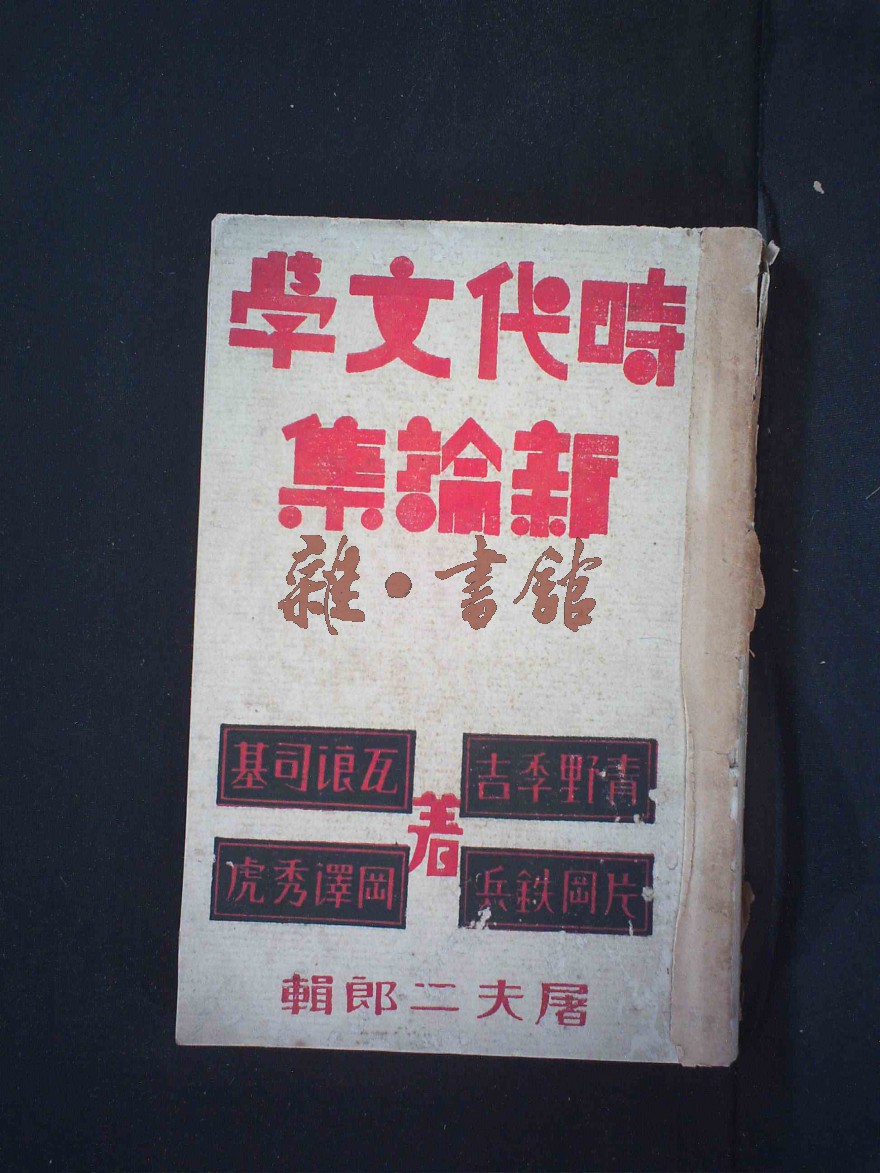 時代文學
新論集
雜•書館
青野季吉
瓦浪司基
片岡鉄兵
岡澤秀虎
著
屠夫二郎輯